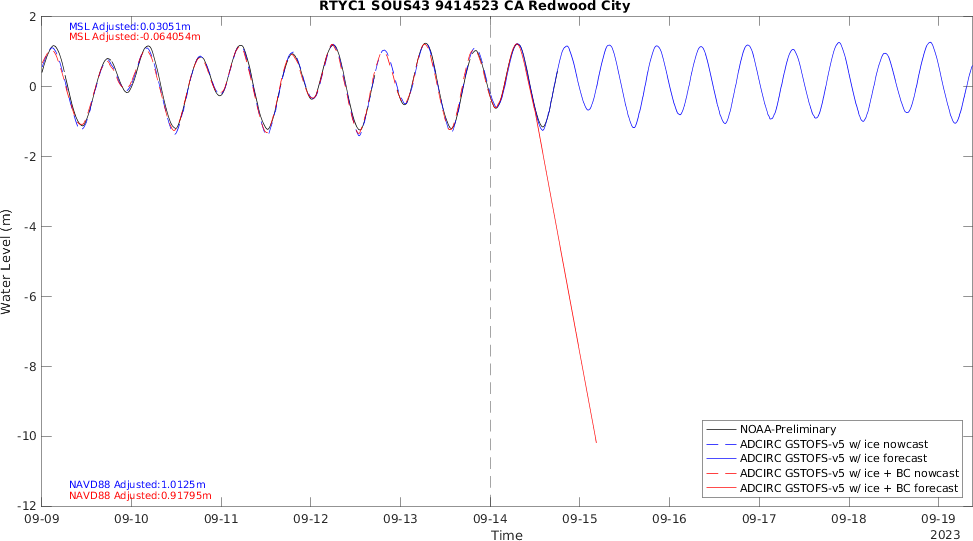 RTYC1 SOUS43 9414523 CA Redwood City
MSL Adjusted:0.03051m
MSL Adjusted:-0.064054m
2
0
-2
-4
-6
-8
-10
-12
Water Level (m)
NAVD88 Adjusted:1.0125m
NAVD88 Adjusted:0.91795m
NOAA-Preliminary
ADCIRC GSTOFS-v5 w/ ice nowcast
ADCIRC GSTOFS-v5 w/ ice forecast
ADCIRC GSTOFS-v5 w/ ice + BC nowcast
ADCIRC GSTOFS-v5 w/ ice + BC forecast
09-09 09-10 09-11 09-12 09-13 09-14 09-15 09-16 09-17 09-18 09-19
Time
2023